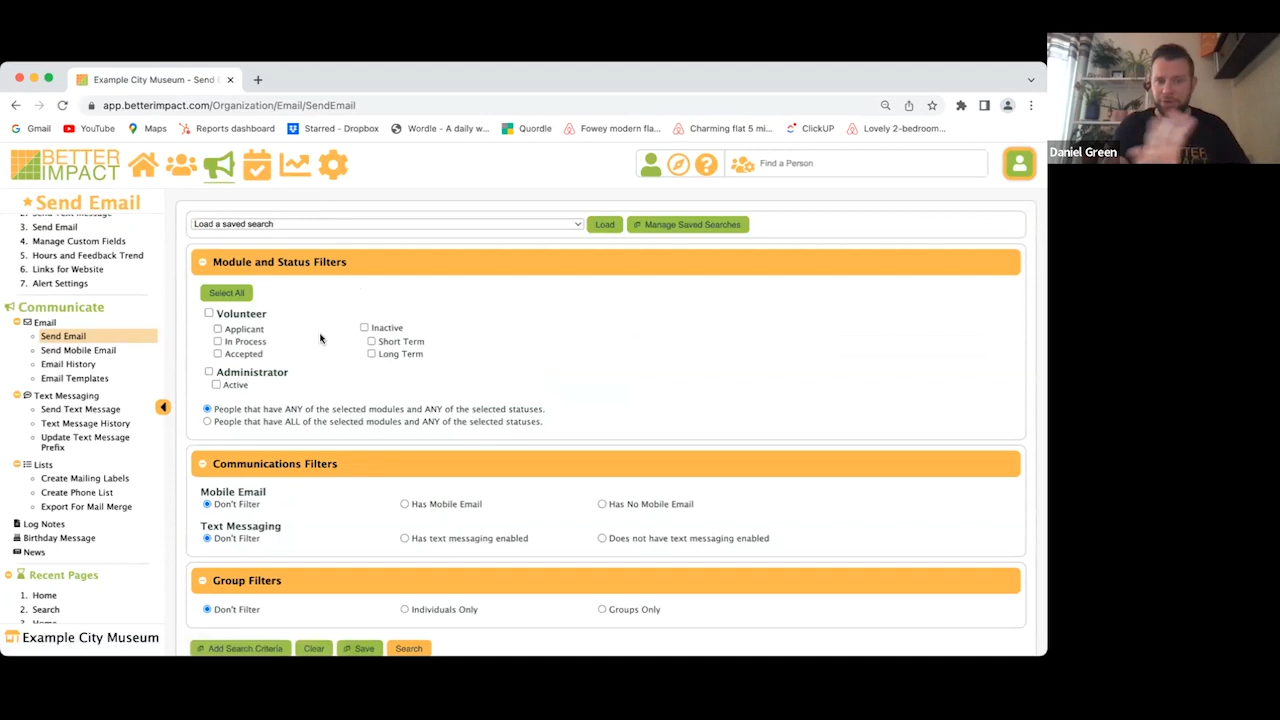 Example City Museum - Send E
app.betterimpact.com/Organization/Email/SendEmail
Gmail
YouTube
Maps
Reports dashboard
Starred - Dropbox
Wordle - A daily w...
Quordle
Fowey modern fla...
Charming flat 5 mi...
ClickUP
Lovely 2-bedroom...
Daniel Green
BETTER
IMPACT
Find a Person
Send Email
3. Send Email
4. Manage Custom Fields
5. Hours and Feedback Trend
6. Links for Website
7. Alert Settings
Communicate
Email
Send Email
Send Mobile Email
Email History
Email Templates
Text Messaging
Send Text Message
Text Message History
Update Text Message
Prefix
Lists
Create Mailing Labels
Create Phone List
Export For Mail Merge
Log Notes
Birthday Message
News
Recent Pages
1. Home
2. Search
Example City Museum
Load a saved search
Load
Manage Saved Searches
Module and Status Filters
Select All
Volunteer
Applicant
In Process
Accepted
Inactive
Short Term
Long Term
Administrator
Active
People that have ANY of the selected modules and ANY of the selected statuses.
People that have ALL of the selected modules and ANY of the selected statuses.
Communications Filters
Mobile Email
Don't Filter
Has Mobile Email
Has No Mobile Email
Text Messaging
Don't Filter
Has text messaging enabled
Does not have text messaging enabled
Group Filters
Don't Filter
Individuals Only
Groups Only
Add Search Criteria
Clear
Save
Search